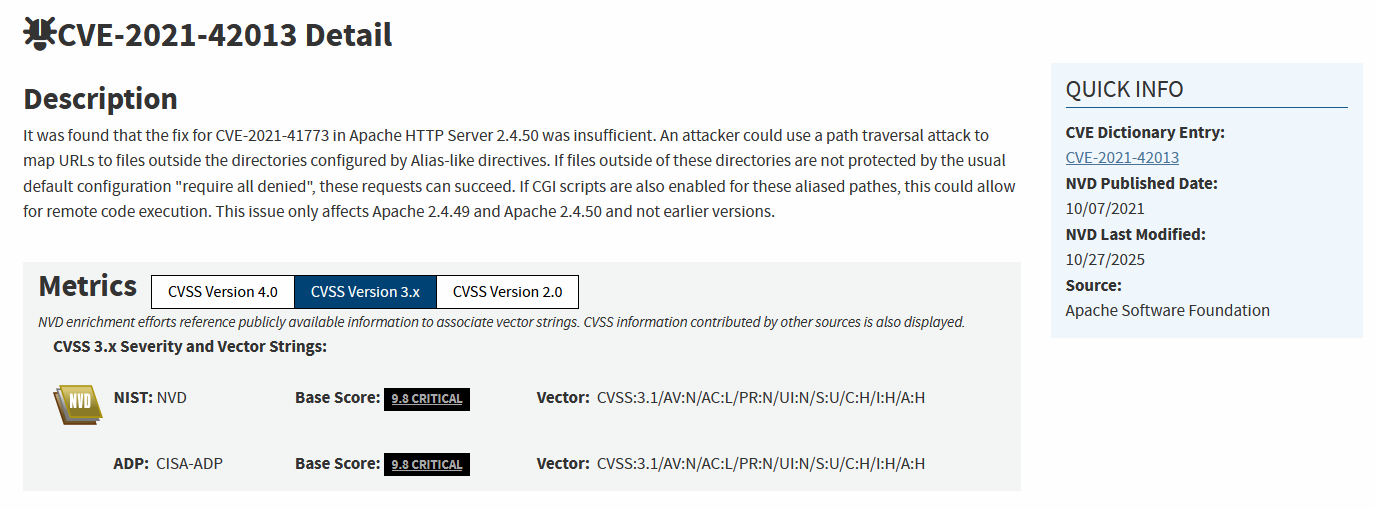 CVE-2021-42013 Detail
Description
It was found that the fix for CVE-2021-41773 in Apache HTTP Server 2.4.50 was insufficient. An attacker could use a path traversal attack to
map URLs to files outside the directories configured by Alias-like directives. If files outside of these directories are not protected by the usual
default configuration "require all denied", these requests can succeed. If CGI scripts are also enabled for these aliased pathes, this could allow
for remote code execution. This issue only affects Apache 2.4.49 and Apache 2.4.50 and not earlier versions.
Metrics CVSS Version 4.0 CVSS Version 3.x CVSS Version 2.0
NVD enrichment efforts reference publicly available information to associate vector strings. CVSS information contributed by other sources is also displayed.
CVSS 3.x Severity and Vector Strings:
NVD NIST: NVD Base Score: 9.8 CRITICAL Vector: CVSS:3.1/AV:N/AC:L/PR:N/UI:N/S:U/C:H/I:H/A:H
ADP: CISA-ADP Base Score: 9.8 CRITICAL Vector: CVSS:3.1/AV:N/AC:L/PR:N/UI:N/S:U/C:H/I:H/A:H
QUICK INFO
CVE Dictionary Entry:
CVE-2021-42013
NVD Published Date:
10/07/2021
NVD Last Modified:
10/27/2025
Source:
Apache Software Foundation